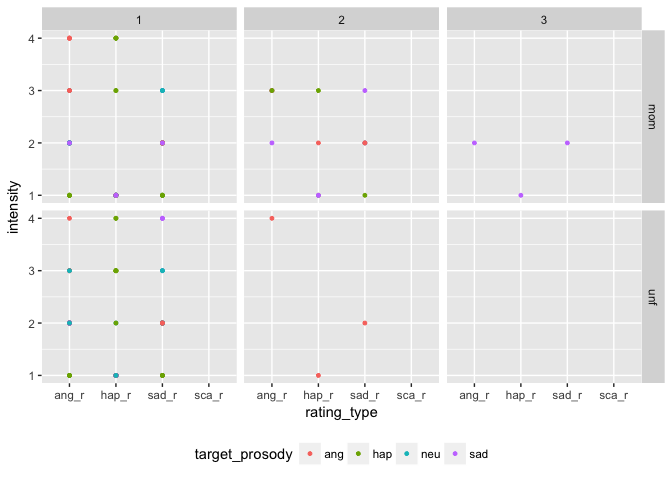 1 2 3
4
3
2
1
mom
4
3
2
1
unf
intensity
ang_r hap_r sad_r sca_r ang_r hap_r sad_r sca_r ang_r hap_r sad_r sca_r
rating_type
target_prosody ang hap neu sad